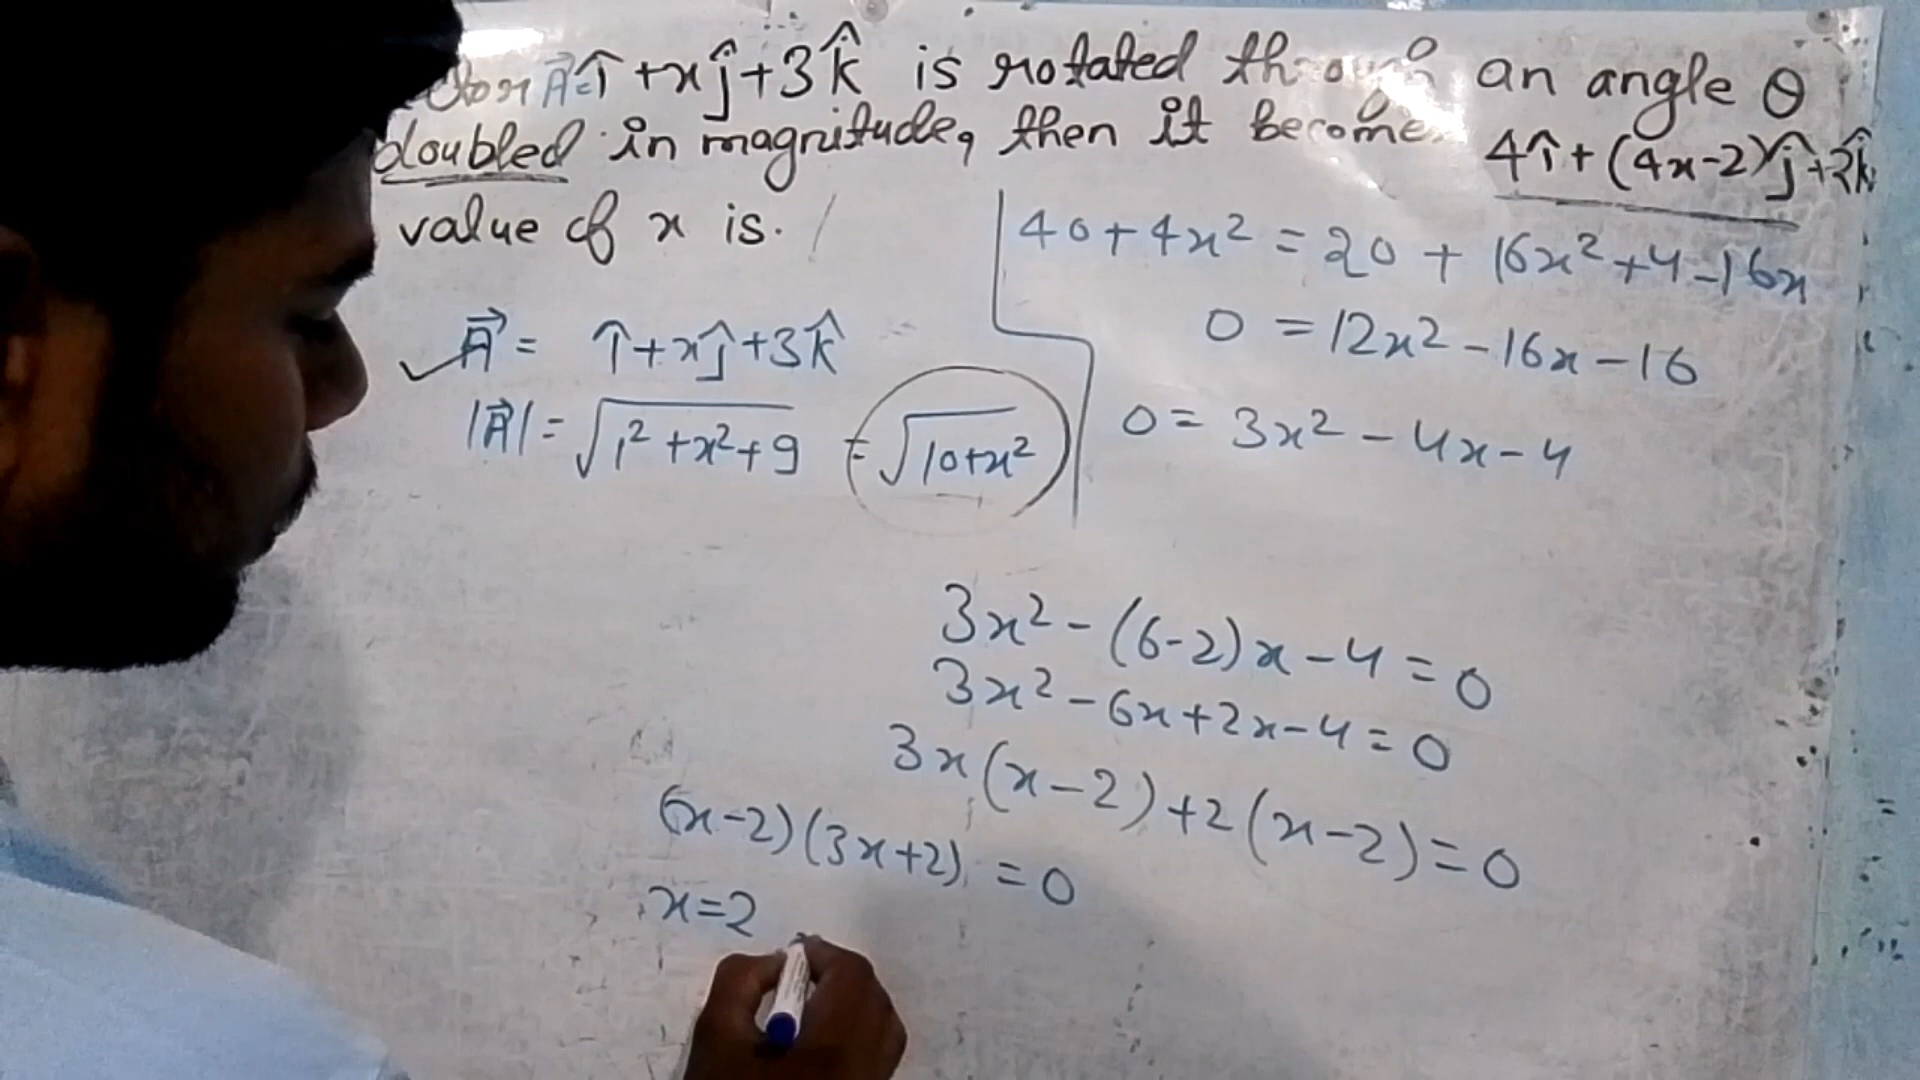 A⃗=î+xĵ+3k̂ is rotated through an angle θ
doubled in magnitude, then it become 4î+(4x-2)ĵ+2k̂
value of x is.
A⃗ = î+xĵ+3k̂
|A⃗| = √1²+x²+9 = √10+x²
40+4x² = 20 + 16x²+4-16x
0 = 12x²-16x-16
0 = 3x²-4x-4
3x²-(6-2)x-4=0
3x²-6x+2x-4=0
3x(x-2)+2(x-2)=0
(x-2)(3x+2) = 0
x=2